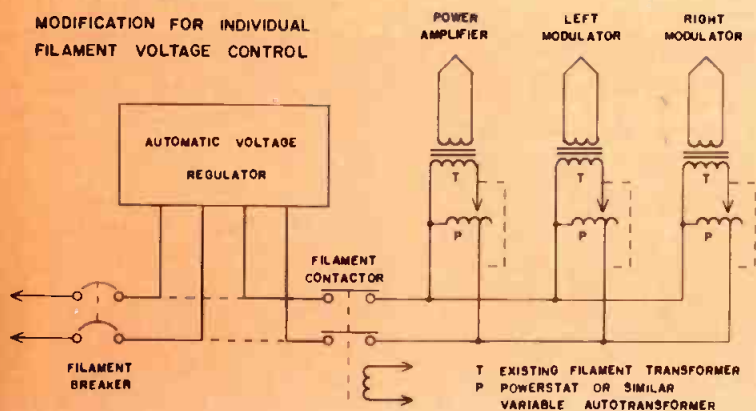 MODIFICATION FOR INDIVIDUAL
FILAMENT VOLTAGE CONTROL
POWER
AMPLIFIER
LEFT
MODULATOR
RIGHT
MODULATOR
AUTOMATIC VOLTAGE
REGULATOR
T
T
T
P
P
P
FILAMENT
CONTACTOR
FILAMENT
BREAKER
T EXISTING FILAMENT TRANSFORMER
P POWERSTAT OR SIMILAR
VARIABLE AUTOTRANSFORMER